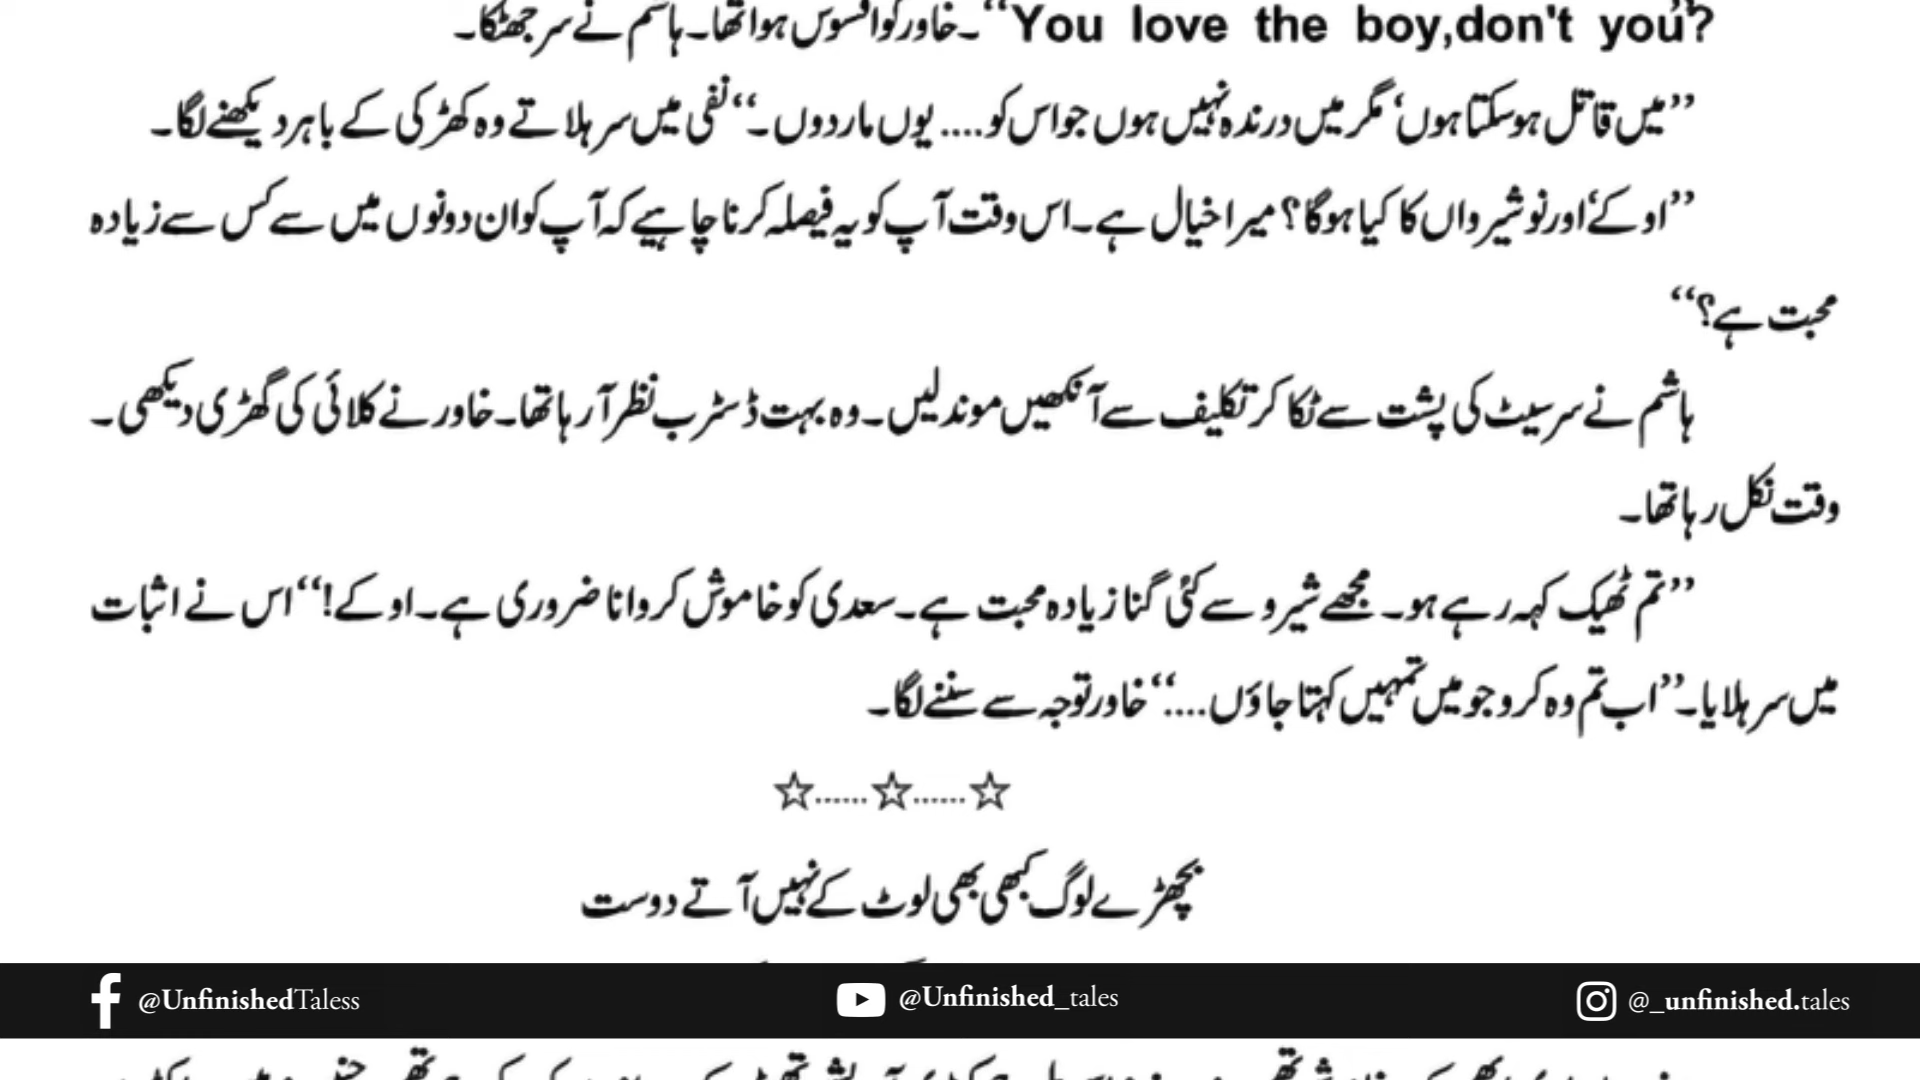 ”You love the boy,don't you?“۔خاور کو افسوس ہوا تھا۔ ہاشم نے سر جھٹکا۔
”میں قاتل ہو سکتا ہوں‘ مگر میں درندہ نہیں ہوں جو اس کو.... یوں مار دوں۔“ نفی میں سر ہلاتے وہ کھڑکی کے باہر دیکھنے لگا۔
”اوکے‘ اور نوشیرواں کا کیا ہوگا؟ میرا خیال ہے۔ اس وقت آپ کو یہ فیصلہ کرنا چاہیے کہ آپ کو ان دونوں میں سے کس سے زیادہ
محبت ہے؟“
ہاشم نے سر سیٹ کی پشت سے ٹکا کر تکلیف سے آنکھیں موند لیں۔ وہ بہت ڈسٹرب نظر آ رہا تھا۔ خاور نے کلائی کی گھڑی دیکھی۔
وقت نکل رہا تھا۔
”تم ٹھیک کہہ رہے ہو۔ مجھے شیرو سے کئی گنا زیادہ محبت ہے۔ سعدی کو خاموش کروانا ضروری ہے۔ اوکے!“ اس نے اثبات
میں سر ہلایا۔ ”اب تم وہ کرو جو میں تمہیں کہتا جاؤں....“ خاور توجہ سے سننے لگا۔
☆......☆......☆
بچھڑے لوگ کبھی بھی لوٹ کے نہیں آتے دوست
@UnfinishedTaless
@Unfinished_tales
@_unfinished.tales